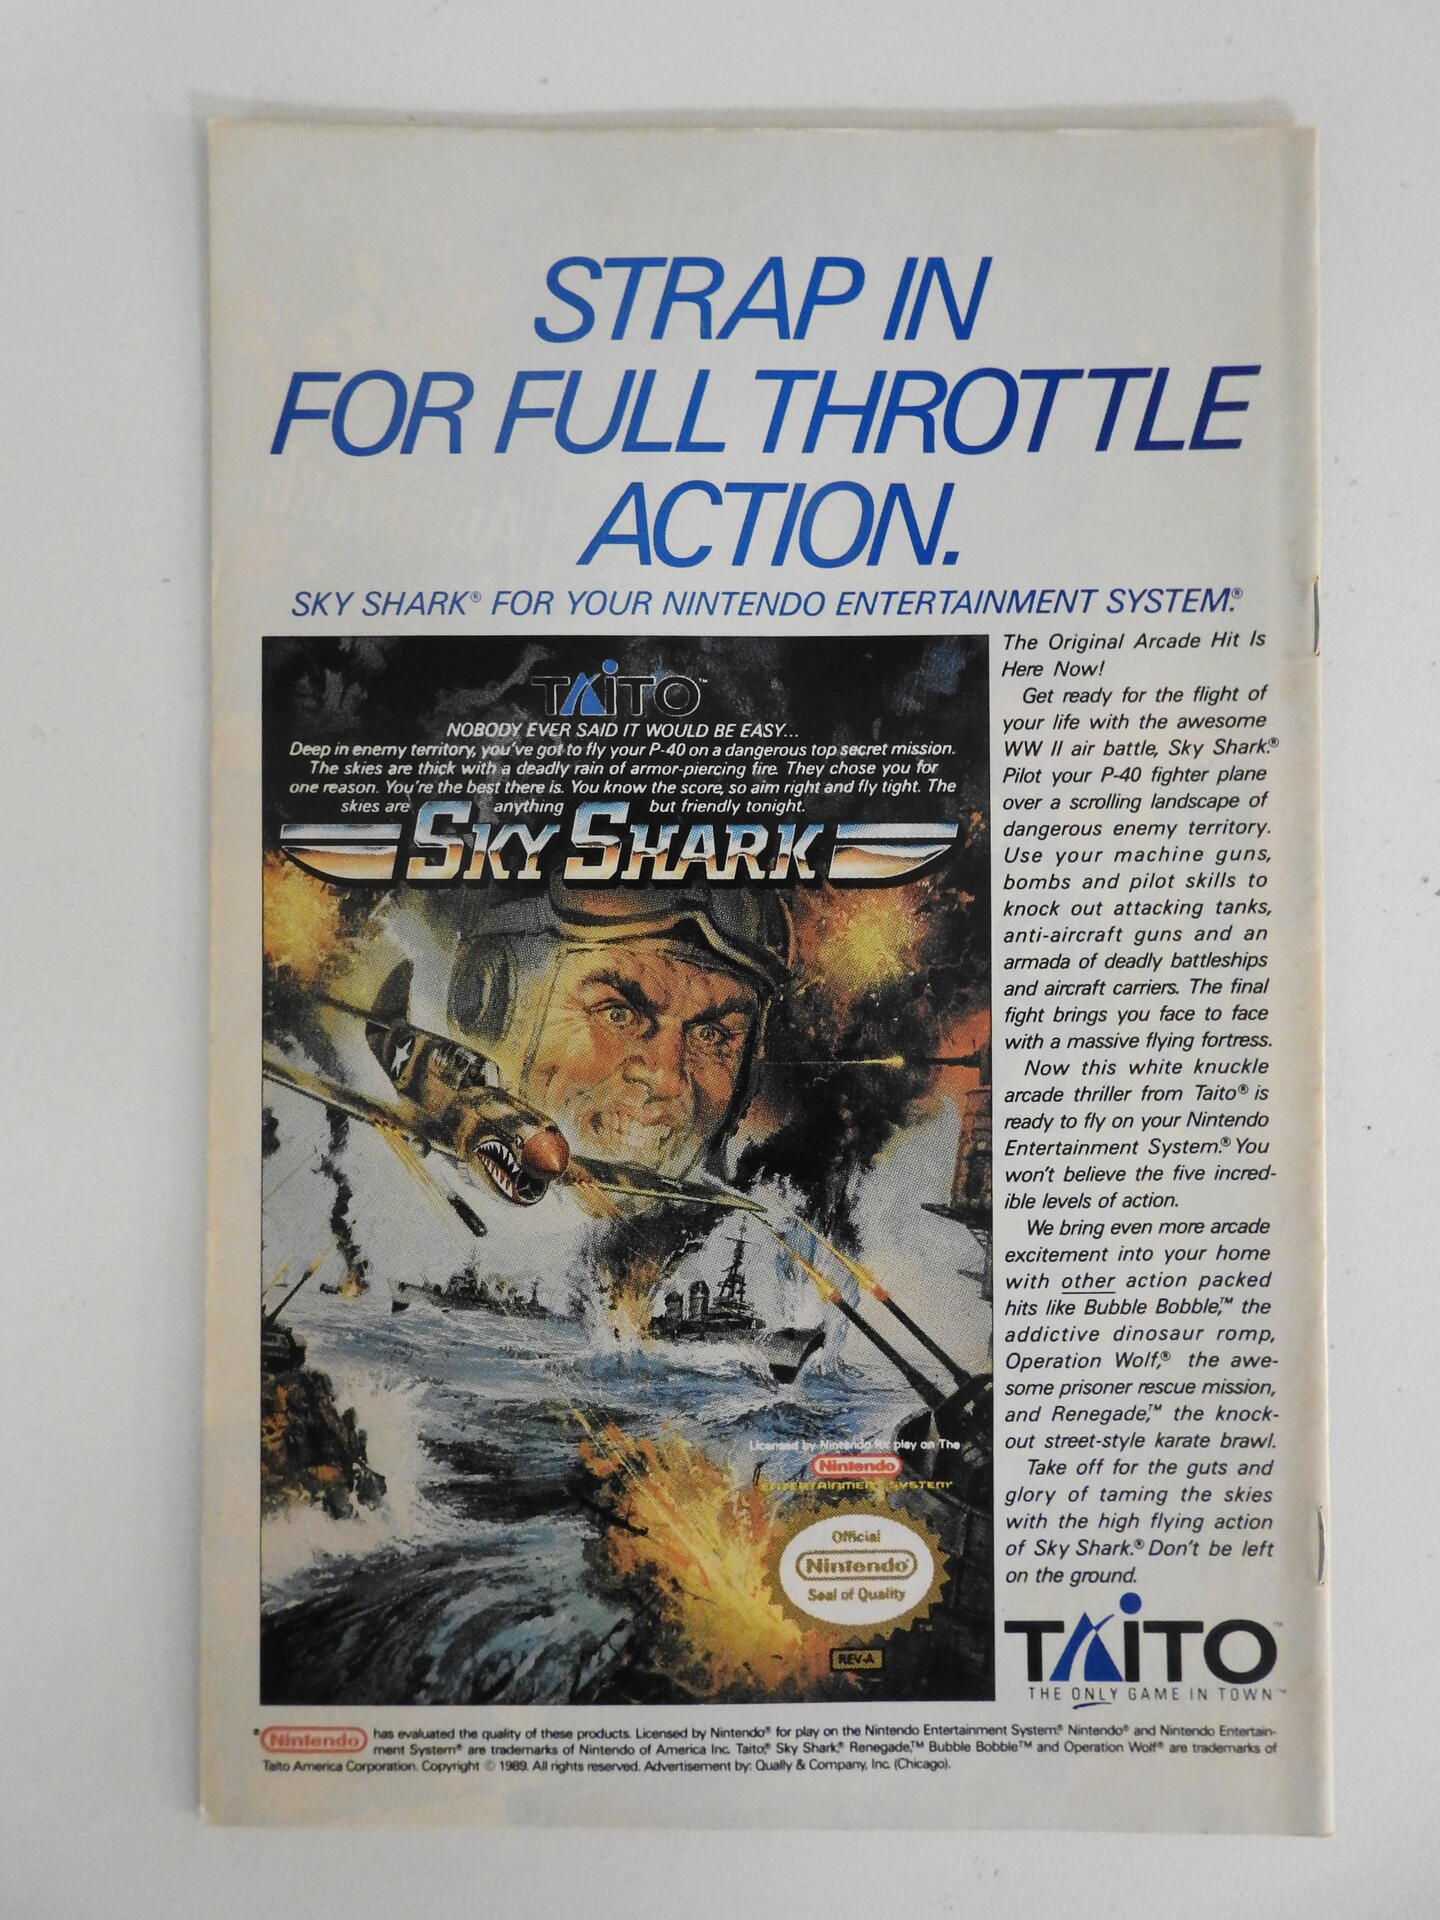 STRAP IN
FOR FULL THROTTLE
ACTION.
SKY SHARK® FOR YOUR NINTENDO ENTERTAINMENT SYSTEM.®
TAITO™
NOBODY EVER SAID IT WOULD BE EASY...
Deep in enemy territory, you've got to fly your P-40 on a dangerous top secret mission.
The skies are thick with a deadly rain of armor-piercing fire. They chose you for
one reason. You're the best there is. You know the score, so aim right and fly tight. The
skies are anything but friendly tonight.
SKY SHARK
Licensed by Nintendo for play on The
Nintendo
ENTERTAINMENT SYSTEM
Official
Nintendo
Seal of Quality
REV-A
The Original Arcade Hit Is
Here Now!
Get ready for the flight of
your life with the awesome
WW II air battle, Sky Shark.®
Pilot your P-40 fighter plane
over a scrolling landscape of
dangerous enemy territory.
Use your machine guns,
bombs and pilot skills to
knock out attacking tanks,
anti-aircraft guns and an
armada of deadly battleships
and aircraft carriers. The final
fight brings you face to face
with a massive flying fortress.
Now this white knuckle
arcade thriller from Taito® is
ready to fly on your Nintendo
Entertainment System.® You
won't believe the five incred-
ible levels of action.
We bring even more arcade
excitement into your home
with other action packed
hits like Bubble Bobble,™ the
addictive dinosaur romp,
Operation Wolf,® the awe-
some prisoner rescue mission,
and Renegade,™ the knock-
out street-style karate brawl.
Take off for the guts and
glory of taming the skies
with the high flying action
of Sky Shark.® Don't be left
on the ground.
TAITO™
THE ONLY GAME IN TOWN™
* Nintendo has evaluated the quality of these products. Licensed by Nintendo® for play on the Nintendo Entertainment System.® Nintendo® and Nintendo Entertain-
ment System® are trademarks of Nintendo of America Inc. Taito,® Sky Shark,® Renegade,™ Bubble Bobble™ and Operation Wolf® are trademarks of
Taito America Corporation. Copyright © 1989. All rights reserved. Advertisement by: Qually & Company, Inc. (Chicago).